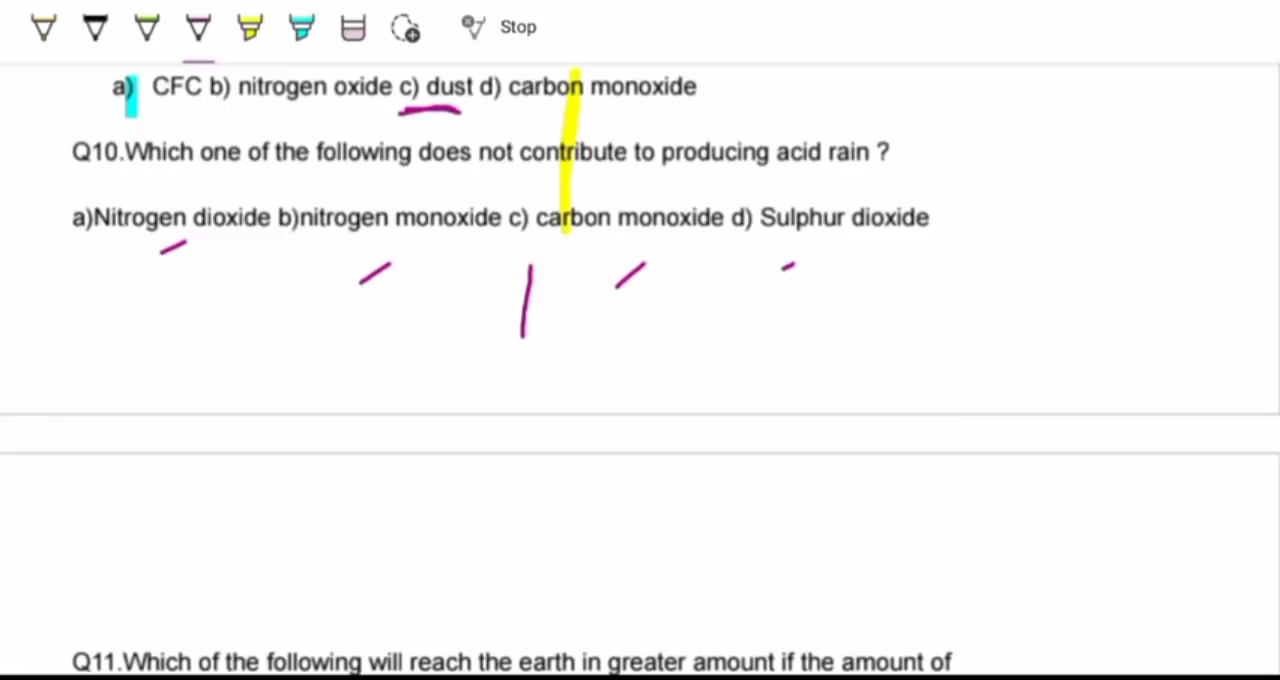 Stop
a) CFC b) nitrogen oxide c) dust d) carbon monoxide
Q10.Which one of the following does not contribute to producing acid rain ?
a)Nitrogen dioxide b)nitrogen monoxide c) carbon monoxide d) Sulphur dioxide
Q11.Which of the following will reach the earth in greater amount if the amount of